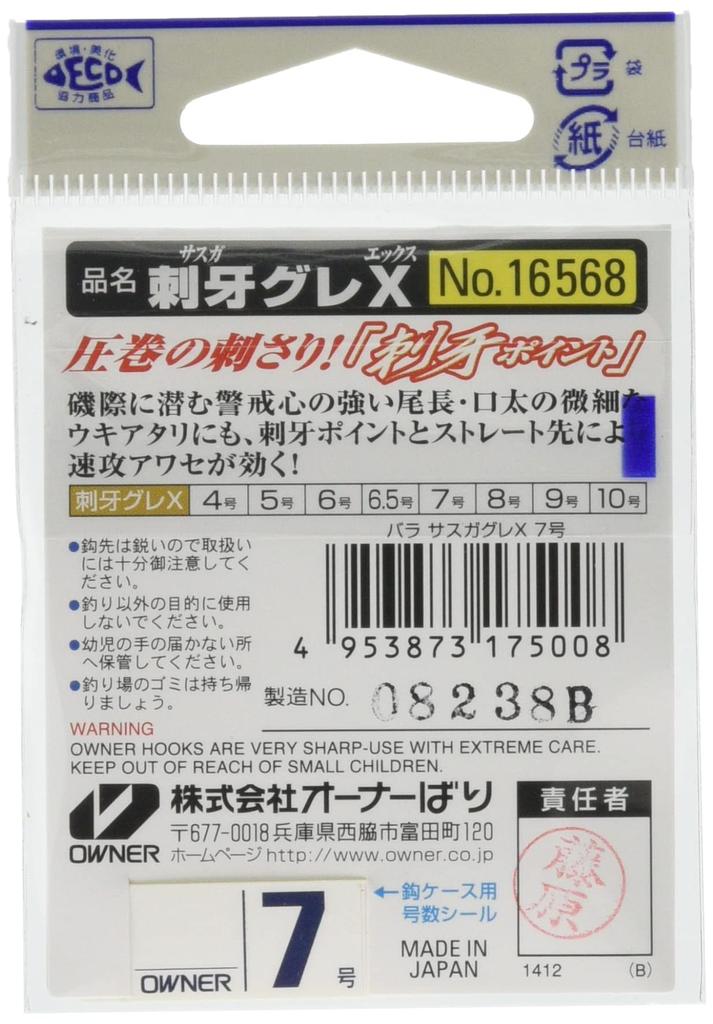 環境・美化
ECO
協力商品
プラ 袋
紙 台紙
サスガ エックス
品名 刺牙グレX No.16568
圧巻の刺さり!「刺牙ポイント」
磯際に潜む警戒心の強い尾長・口太の微細な
ウキアタリにも、刺牙ポイントとストレート先によ
速攻アワセが効く!
刺牙グレX 4号 5号 6号 6.5号 7号 8号 9号 10号
バラ サスガグレX 7号
●鈎先は鋭いので取扱い
には十分御注意してく
ださい。
●釣り以外の目的に使用
しないでください。
●幼児の手の届かない所
へ保管してください。
●釣り場のゴミは持ち帰
りましょう。
4 953873 175008
製造NO. 08238B
WARNING
OWNER HOOKS ARE VERY SHARP-USE WITH EXTREME CARE.
KEEP OUT OF REACH OF SMALL CHILDREN.
OWNER
株式会社オーナーばり
〒677-0018 兵庫県西脇市富田町120
ホームページ http://www.owner.co.jp
責任者
藤原
OWNER 7号
←鈎ケース用
号数シール
MADE IN
JAPAN
1412 (B)